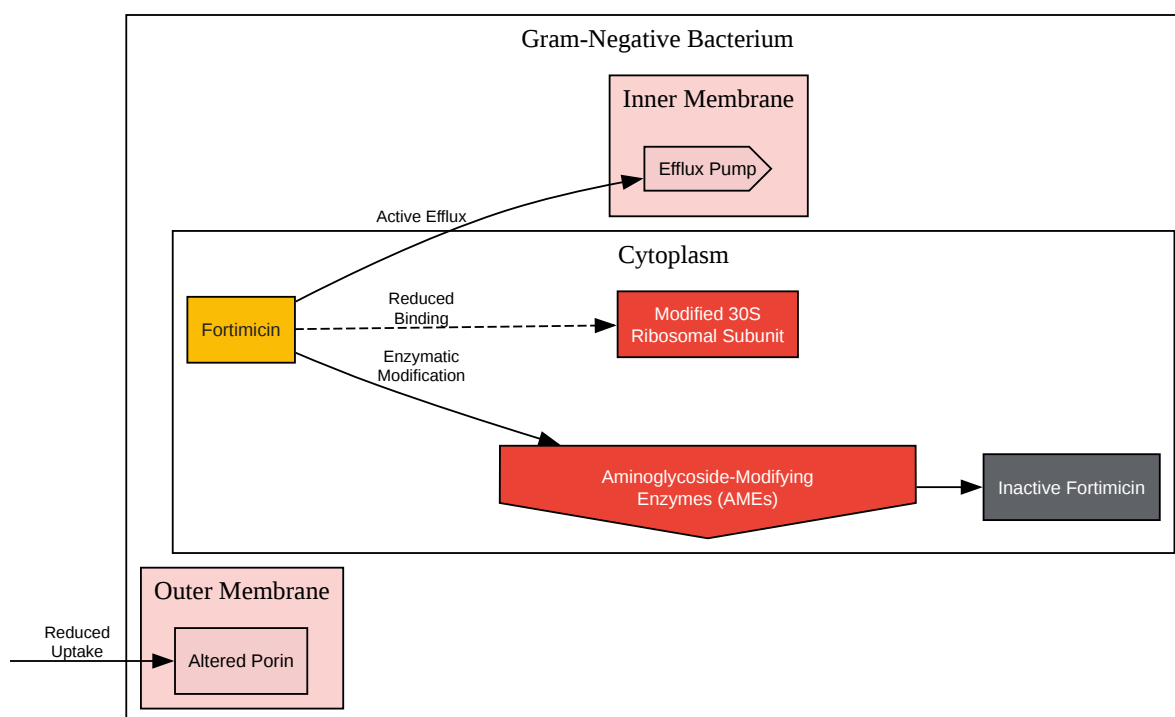 Gram-Negative Bacterium
Inner Membrane
Efflux Pump
Active Efflux
Cytoplasm
Fortimicin
Reduced
Binding
Modified 30S
Ribosomal Subunit
Enzymatic
Modification
Aminoglycoside-Modifying
Enzymes (AMEs)
Inactive Fortimicin
Outer Membrane
Reduced
Uptake
Altered Porin